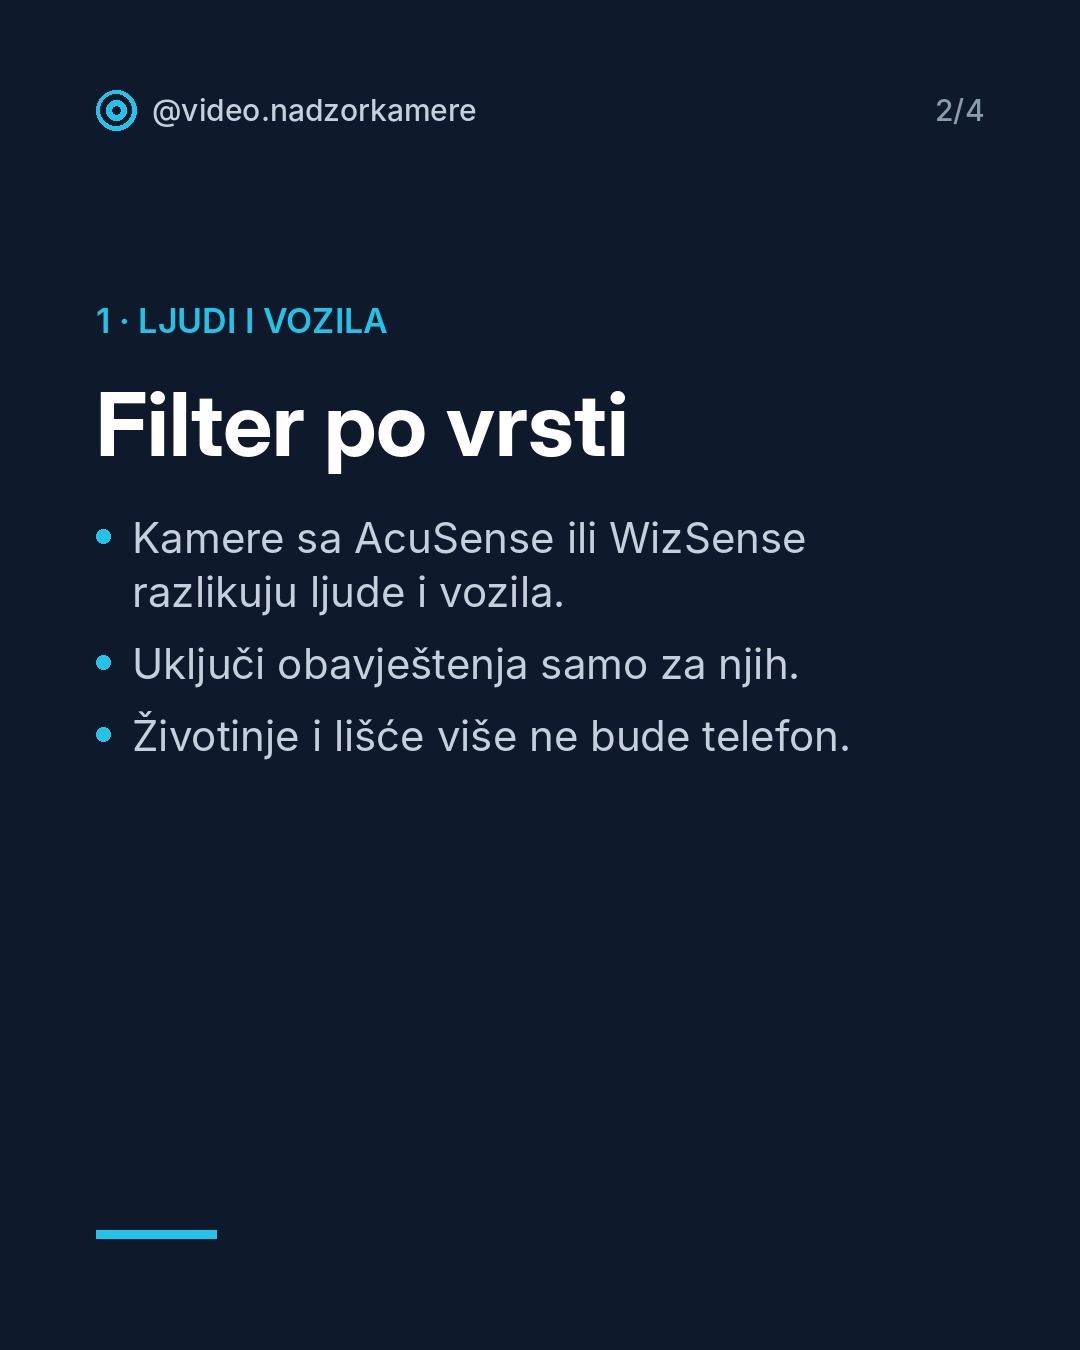 @video.nadzorkamere
2/4
1 · LJUDI I VOZILA
Filter po vrsti
• Kamere sa AcuSense ili WizSense
razlikuju ljude i vozila.
• Uključi obavještenja samo za njih.
• Životinje i lišće više ne bude telefon.